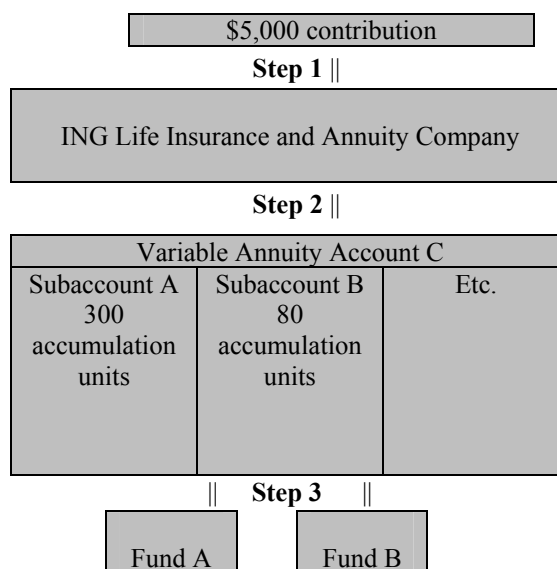 $5,000 contribution
Step 1 ||
ING Life Insurance and Annuity Company
Step 2 ||
Variable Annuity Account C
Subaccount A
300
accumulation
units
Subaccount B
80
accumulation
units
Etc.
|| Step 3 ||
Fund A
Fund B